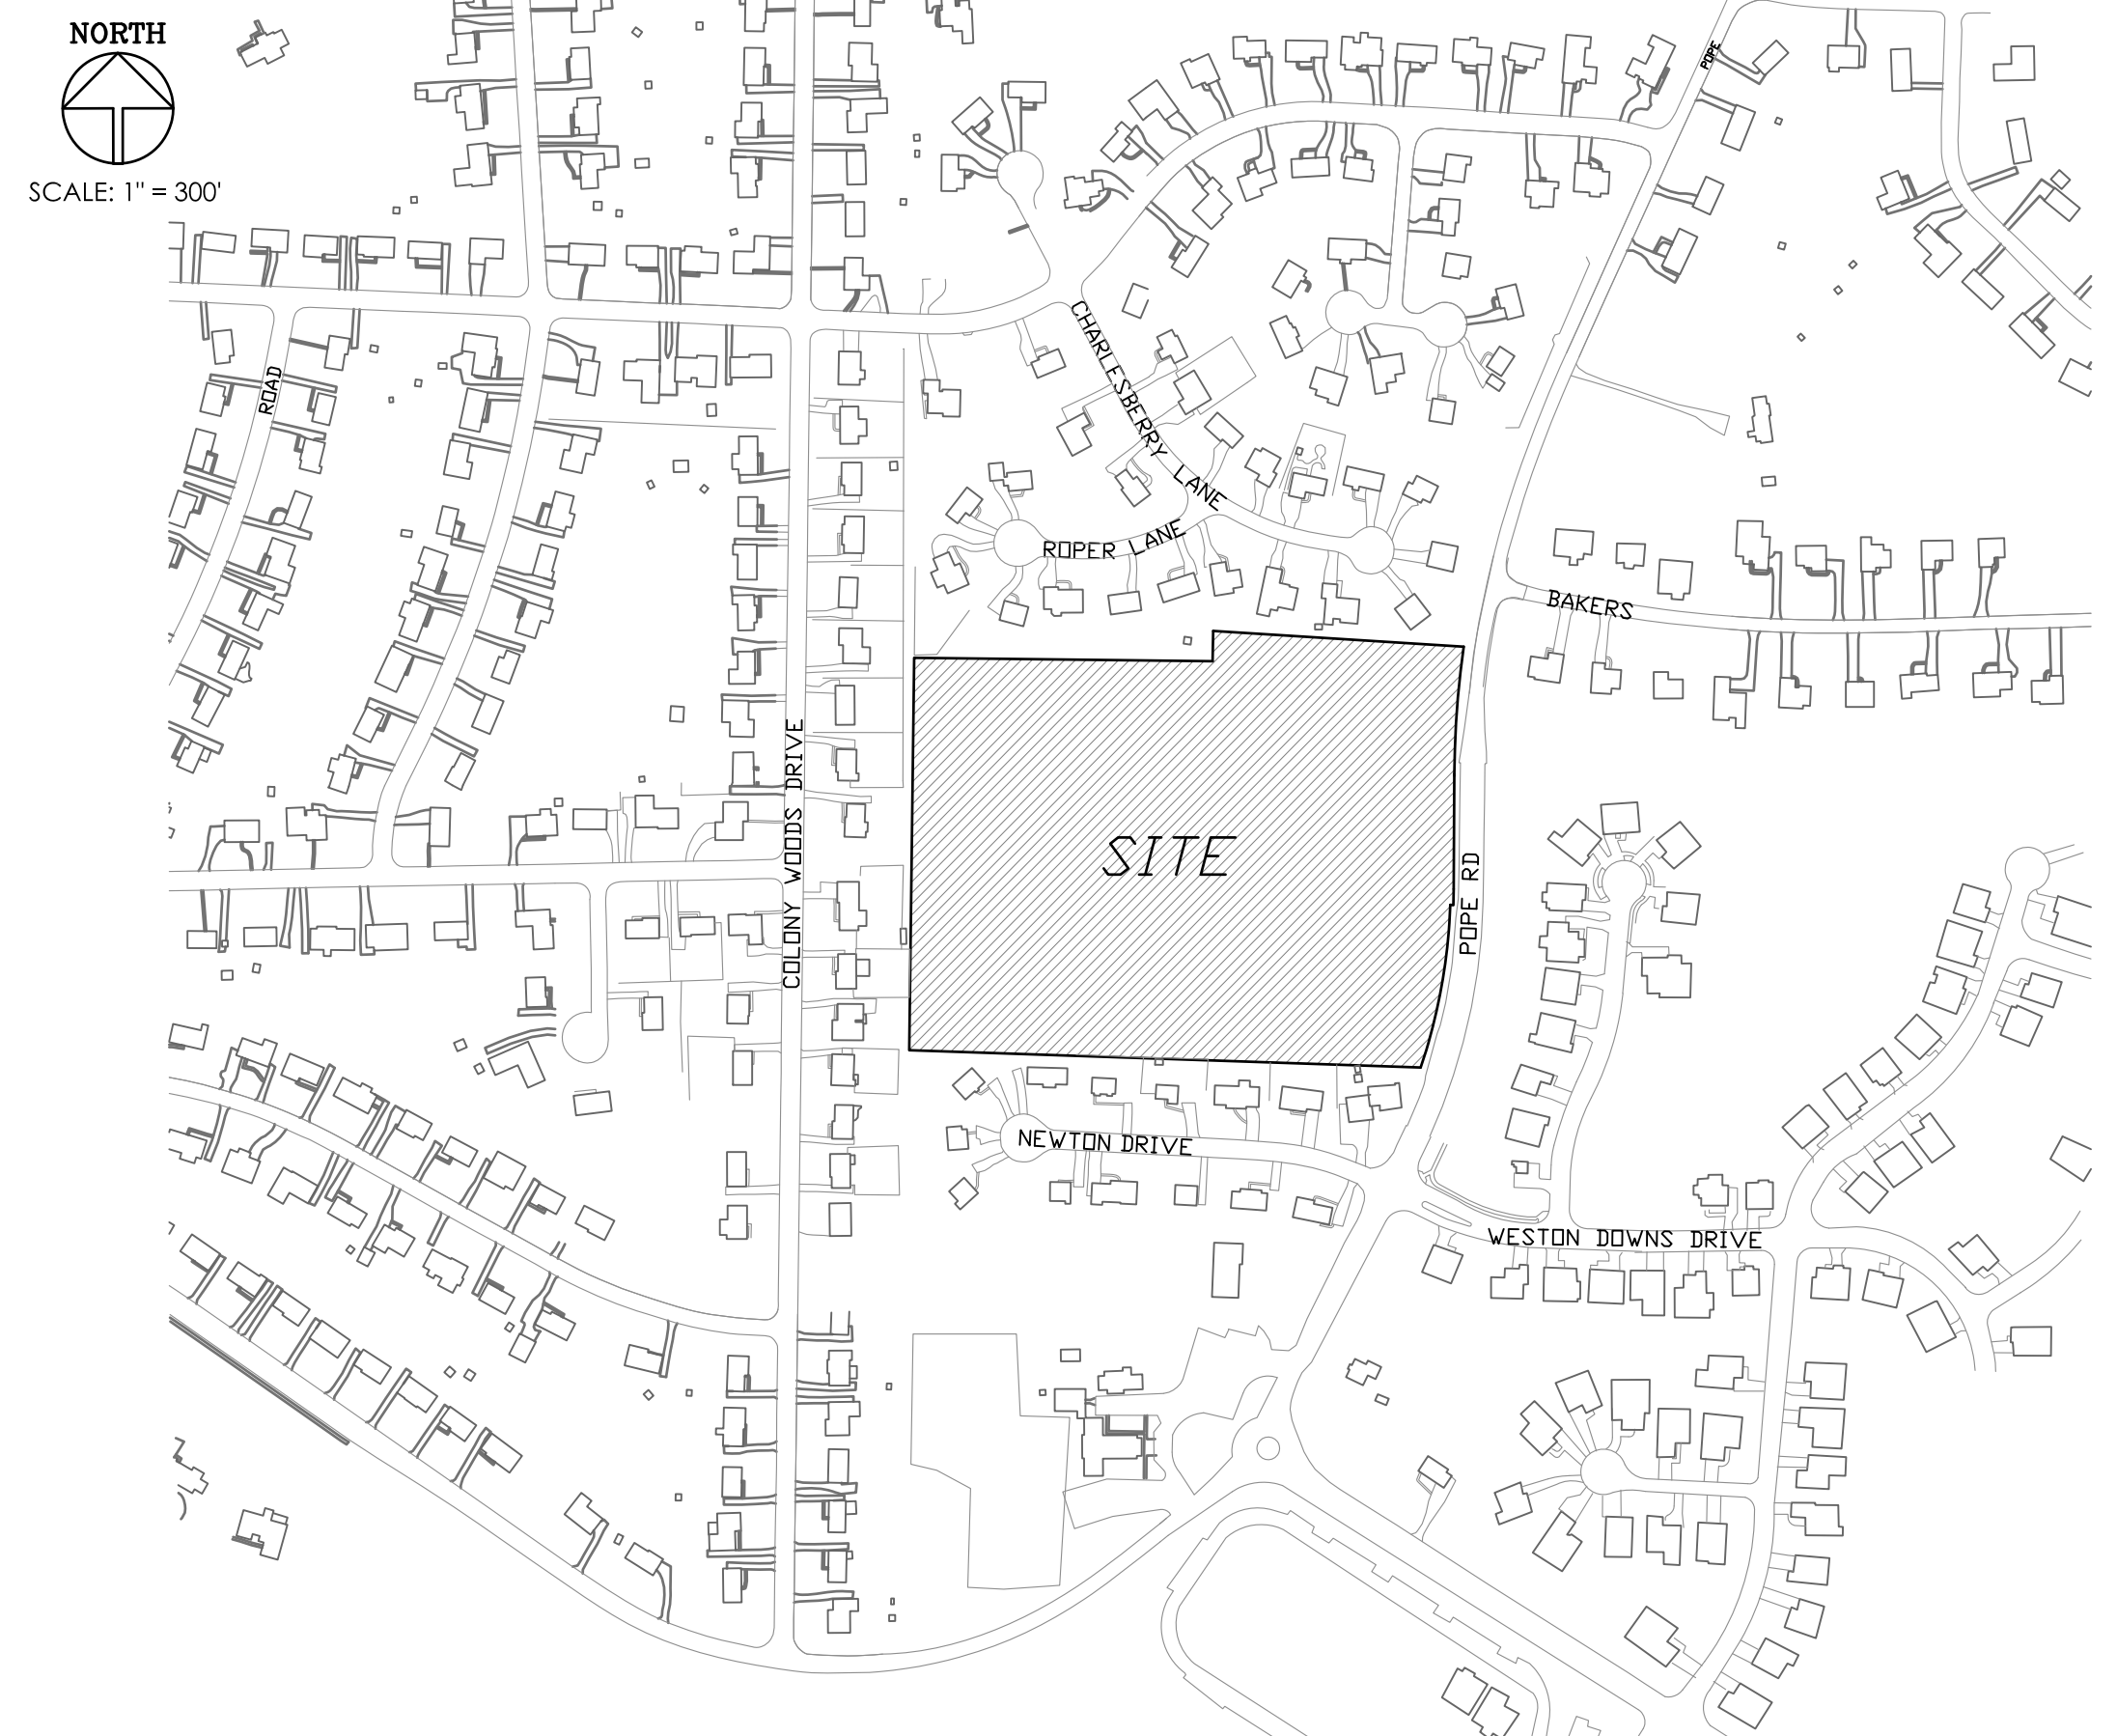 NORTH
SCALE: 1" = 300'
POPE
ROAD
CHARLESBERRY LANE
ROPER LANE
BAKERS
COLONY WOODS DRIVE
SITE
POPE RD
NEWTON DRIVE
WESTON DOWNS DRIVE